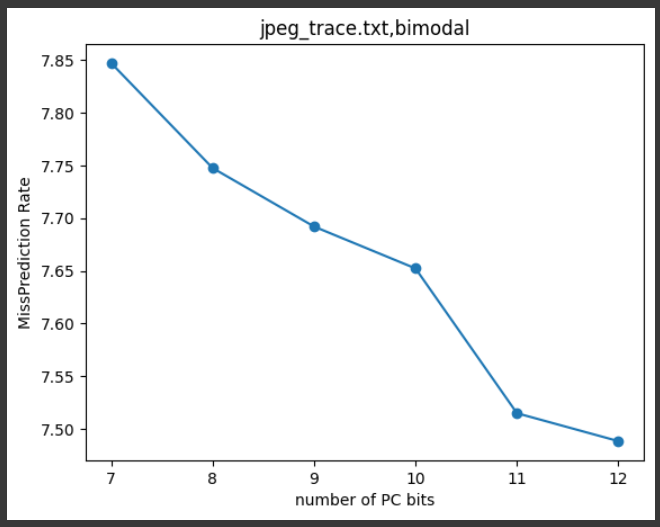 jpeg_trace.txt,bimodal
7.85
7.80
7.75
7.70
7.65
7.60
7.55
7.50
MissPrediction Rate
7 8 9 10 11 12
number of PC bits